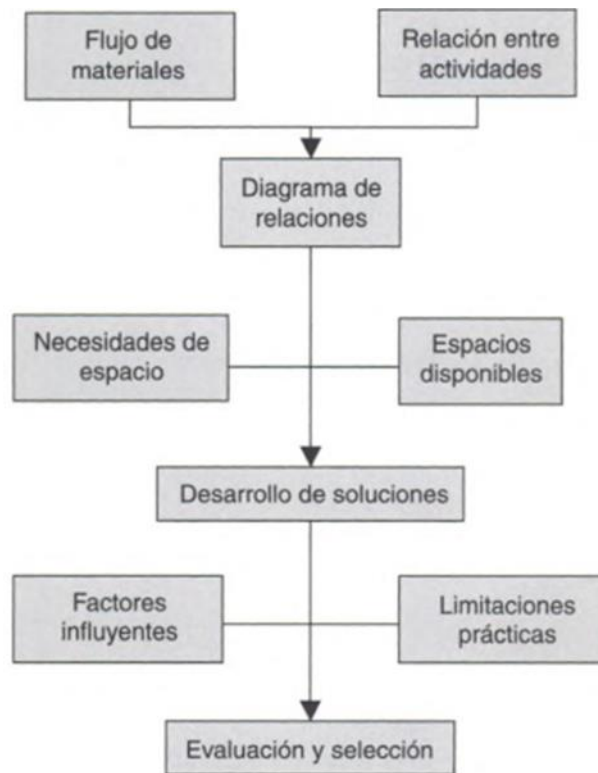 Flujo de
materiales
Relación entre
actividades
Diagrama de
relaciones
Necesidades de
espacio
Espacios
disponibles
Desarrollo de soluciones
Factores
influyentes
Limitaciones
prácticas
Evaluación y selección